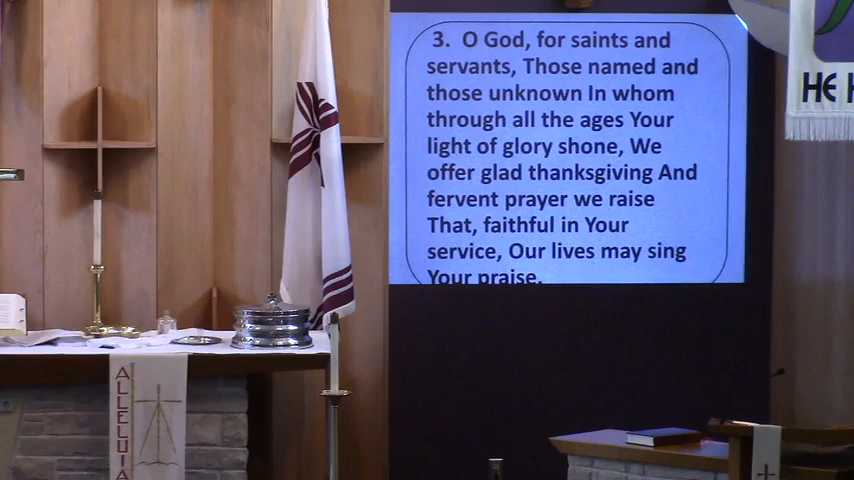 3. O God, for saints and
servants, Those named and
those unknown In whom
through all the ages Your
light of glory shone, We
offer glad thanksgiving And
fervent prayer we raise
That, faithful in Your
service, Our lives may sing
Your praise.
HE
ALLELUIA